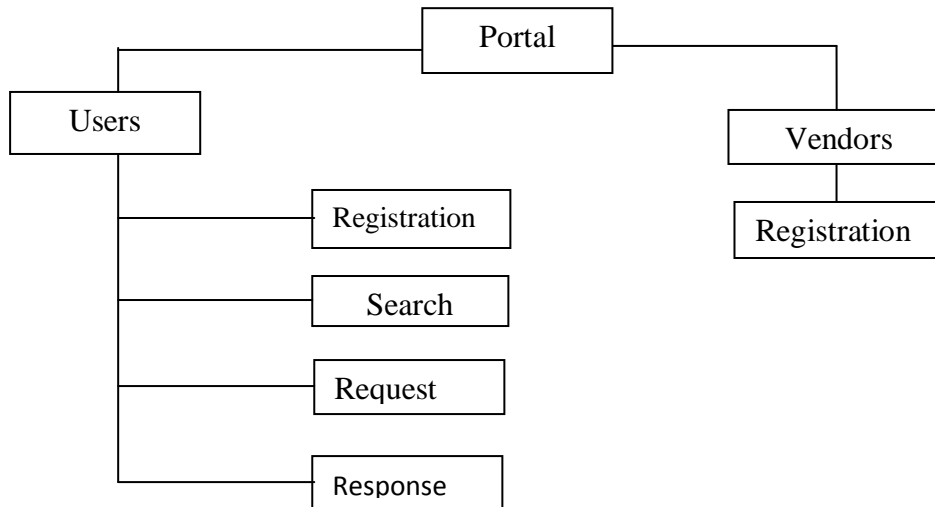 Portal
Users
Vendors
Registration
Registration
Search
Request
Response